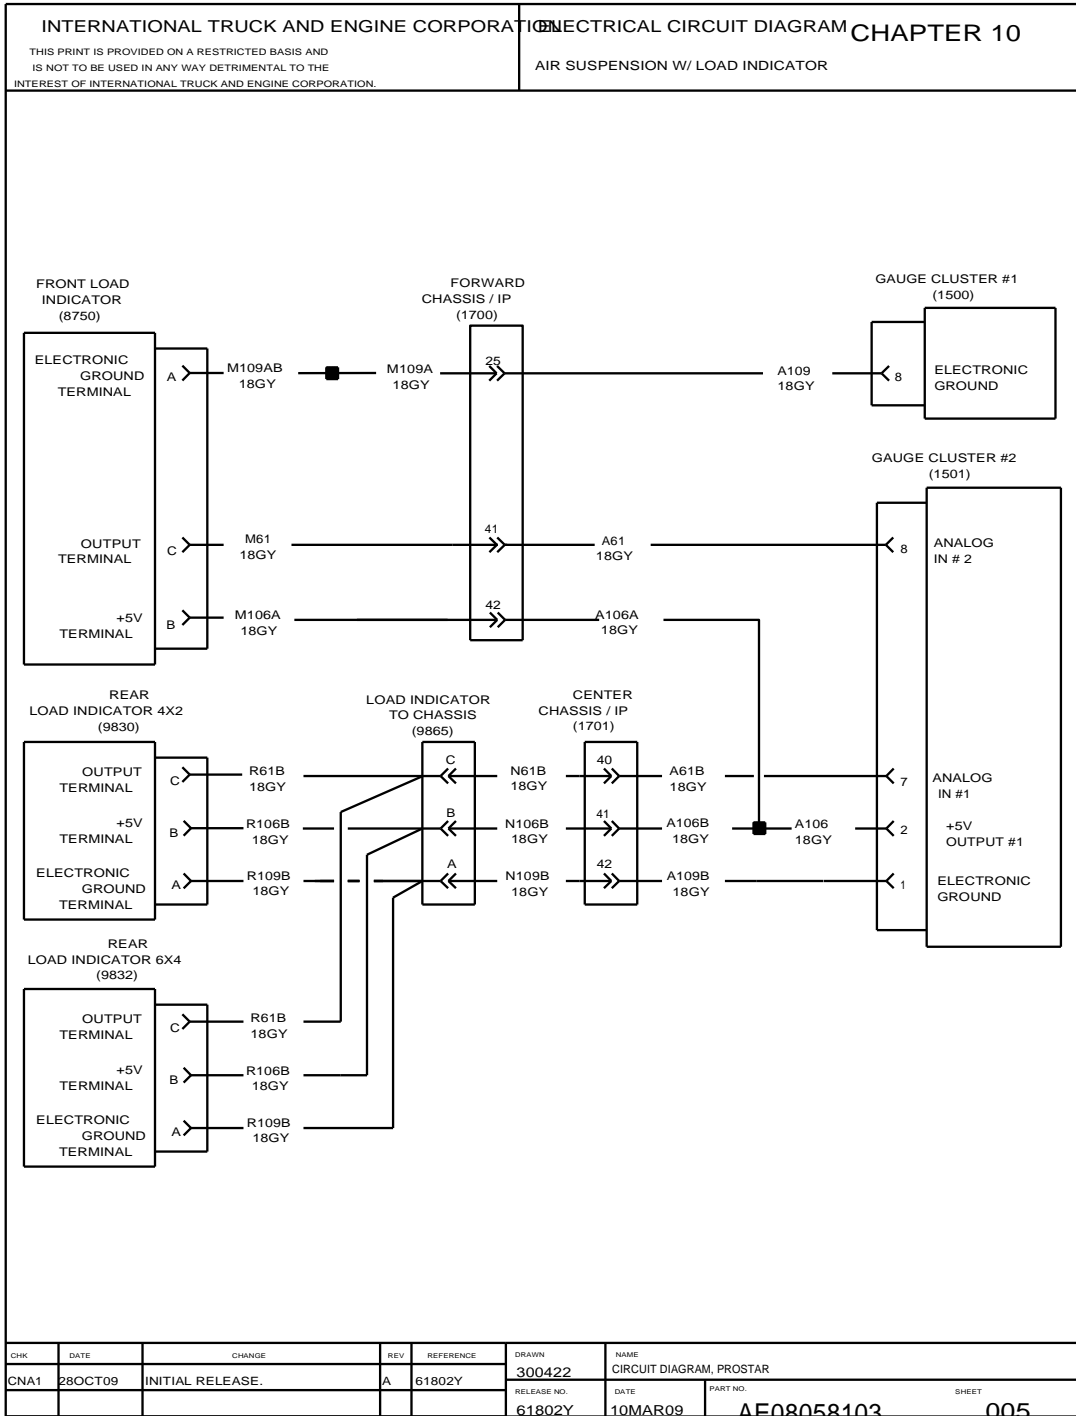 INTERNATIONAL TRUCK AND ENGINE CORPORATION
ELECTRICAL CIRCUIT DIAGRAM
CHAPTER 10
THIS PRINT IS PROVIDED ON A RESTRICTED BASIS AND
IS NOT TO BE USED IN ANY WAY DETRIMENTAL TO THE
INTEREST OF INTERNATIONAL TRUCK AND ENGINE CORPORATION.
AIR SUSPENSION W/ LOAD INDICATOR
FRONT LOAD
INDICATOR
(8750)
FORWARD
CHASSIS / IP
(1700)
GAUGE CLUSTER #1
(1500)
ELECTRONIC
GROUND
TERMINAL
A
M109AB
18GY
M109A
18GY
25
A109
18GY
8
ELECTRONIC
GROUND
GAUGE CLUSTER #2
(1501)
OUTPUT
TERMINAL
C
M61
18GY
41
A61
18GY
8
ANALOG
IN # 2
+5V
TERMINAL
B
M106A
18GY
42
A106A
18GY
REAR
LOAD INDICATOR 4X2
(9830)
LOAD INDICATOR
TO CHASSIS
(9865)
CENTER
CHASSIS / IP
(1701)
OUTPUT
TERMINAL
C
R61B
18GY
C
N61B
18GY
40
A61B
18GY
7
ANALOG
IN #1
+5V
TERMINAL
B
R106B
18GY
B
N106B
18GY
41
A106B
18GY
A106
18GY
2
+5V
OUTPUT #1
ELECTRONIC
GROUND
TERMINAL
A
R109B
18GY
A
N109B
18GY
42
A109B
18GY
1
ELECTRONIC
GROUND
REAR
LOAD INDICATOR 6X4
(9832)
OUTPUT
TERMINAL
C
R61B
18GY
+5V
TERMINAL
B
R106B
18GY
ELECTRONIC
GROUND
TERMINAL
A
R109B
18GY
CHK DATE CHANGE REV REFERENCE
CNA1 28OCT09 INITIAL RELEASE. A 61802Y
DRAWN
300422
NAME
CIRCUIT DIAGRAM, PROSTAR
RELEASE NO.
61802Y
DATE
10MAR09
PART NO.
AE08058103
SHEET
005